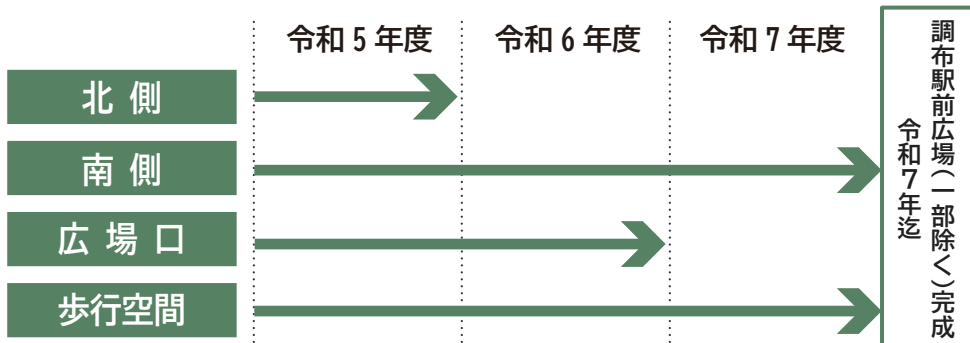 令和5年度
令和6年度
令和7年度
北側
南側
広場口
歩行空間
調布駅前広場(一部除く)完成
令和7年迄